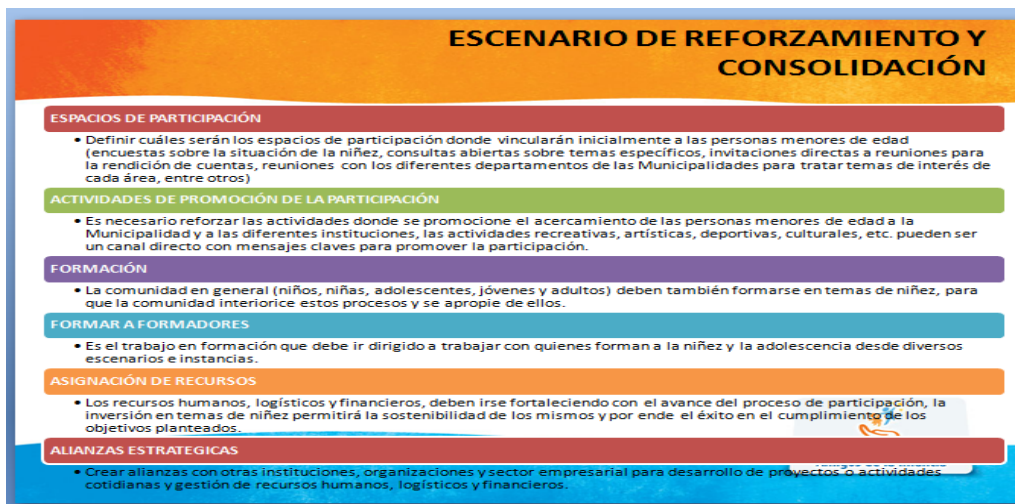 ESCENARIO DE REFORZAMIENTO Y
CONSOLIDACIÓN
ESPACIOS DE PARTICIPACIÓN
• Definir cuáles serán los espacios de participación donde vincularán inicialmente a las personas menores de edad
(encuestas sobre la situación de la niñez, consultas abiertas sobre temas específicos, invitaciones directas a reuniones para
la rendición de cuentas, reuniones con los diferentes departamentos de las Municipalidades para tratar temas de interés de
cada área, entre otros)
ACTIVIDADES DE PROMOCIÓN DE LA PARTICIPACIÓN
• Es necesario reforzar las actividades donde se promocione el acercamiento de las personas menores de edad a la
Municipalidad y a las diferentes instituciones, las actividades recreativas, artísticas, deportivas, culturales, etc. pueden ser
un canal directo con mensajes claves para promover la participación.
FORMACIÓN
• La comunidad en general (niños, niñas, adolescentes, jóvenes y adultos) deben también formarse en temas de niñez, para
que la comunidad interiorice estos procesos y se apropie de ellos.
FORMAR A FORMADORES
• Es el trabajo en formación que debe ir dirigido a trabajar con quienes forman a la niñez y la adolescencia desde diversos
escenarios e instancias.
ASIGNACIÓN DE RECURSOS
• Los recursos humanos, logísticos y financieros, deben irse fortaleciendo con el avance del proceso de participación, la
inversión en temas de niñez permitirá la sostenibilidad de los mismos y por ende el éxito en el cumplimiento de los
objetivos planteados.
ALIANZAS ESTRATEGICAS
• Crear alianzas con otras instituciones, organizaciones y sector empresarial para desarrollo de proyectos o actividades
cotidianas y gestión de recursos humanos, logísticos y financieros.